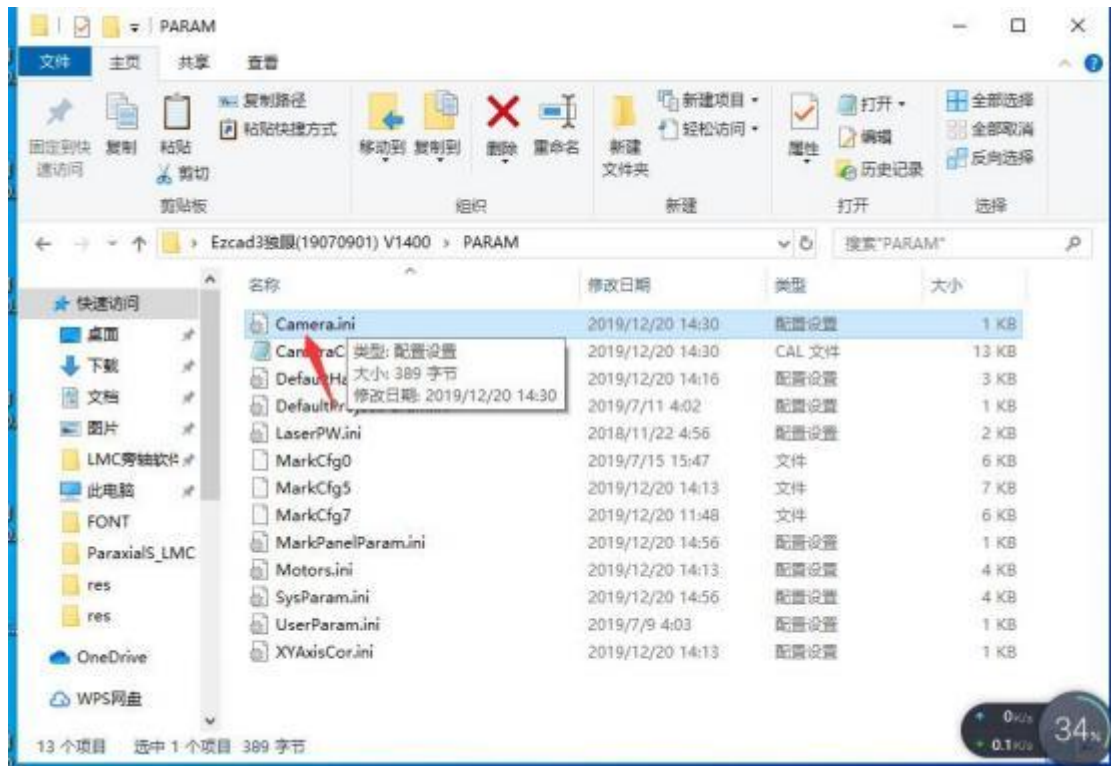 PARAM
文件 主页 共享 查看
固定到快速访问 复制 粘贴 复制路径 粘贴快捷方式 剪切
移动到 复制到 删除 重命名
新建文件夹 新建项目 轻松访问
属性 打开 编辑 历史记录
全部选择 全部取消 反向选择
剪贴板 组织 新建 打开 选择
Ezcad3独眼(19070901) V1400 › PARAM
搜索"PARAM"
名称 修改日期 类型 大小
Camera.ini 2019/12/20 14:30 配置设置 1 KB
2019/12/20 14:30 CAL 文件 13 KB
2019/12/20 14:16 配置设置 3 KB
2019/7/11 4:02 配置设置 1 KB
LaserPW.ini 2018/11/22 4:56 配置设置 2 KB
MarkCfg0 2019/7/15 15:47 文件 6 KB
MarkCfg5 2019/12/20 14:13 文件 7 KB
MarkCfg7 2019/12/20 11:48 文件 6 KB
MarkPanelParam.ini 2019/12/20 14:56 配置设置 1 KB
Motors.ini 2019/12/20 14:13 配置设置 4 KB
SysParam.ini 2019/12/20 14:56 配置设置 4 KB
UserParam.ini 2019/7/9 4:03 配置设置 1 KB
XYAxisCor.ini 2019/12/20 14:13 配置设置 1 KB
类型: 配置设置
大小: 389 字节
修改日期: 2019/12/20 14:30
快速访问
桌面
下载
文档
图片
LMC旁轴软件
此电脑
FONT
ParaxialS_LMC
res
res
OneDrive
WPS网盘
13 个项目 选中 1 个项目 389 字节
0K/s
0.1K/s
34%